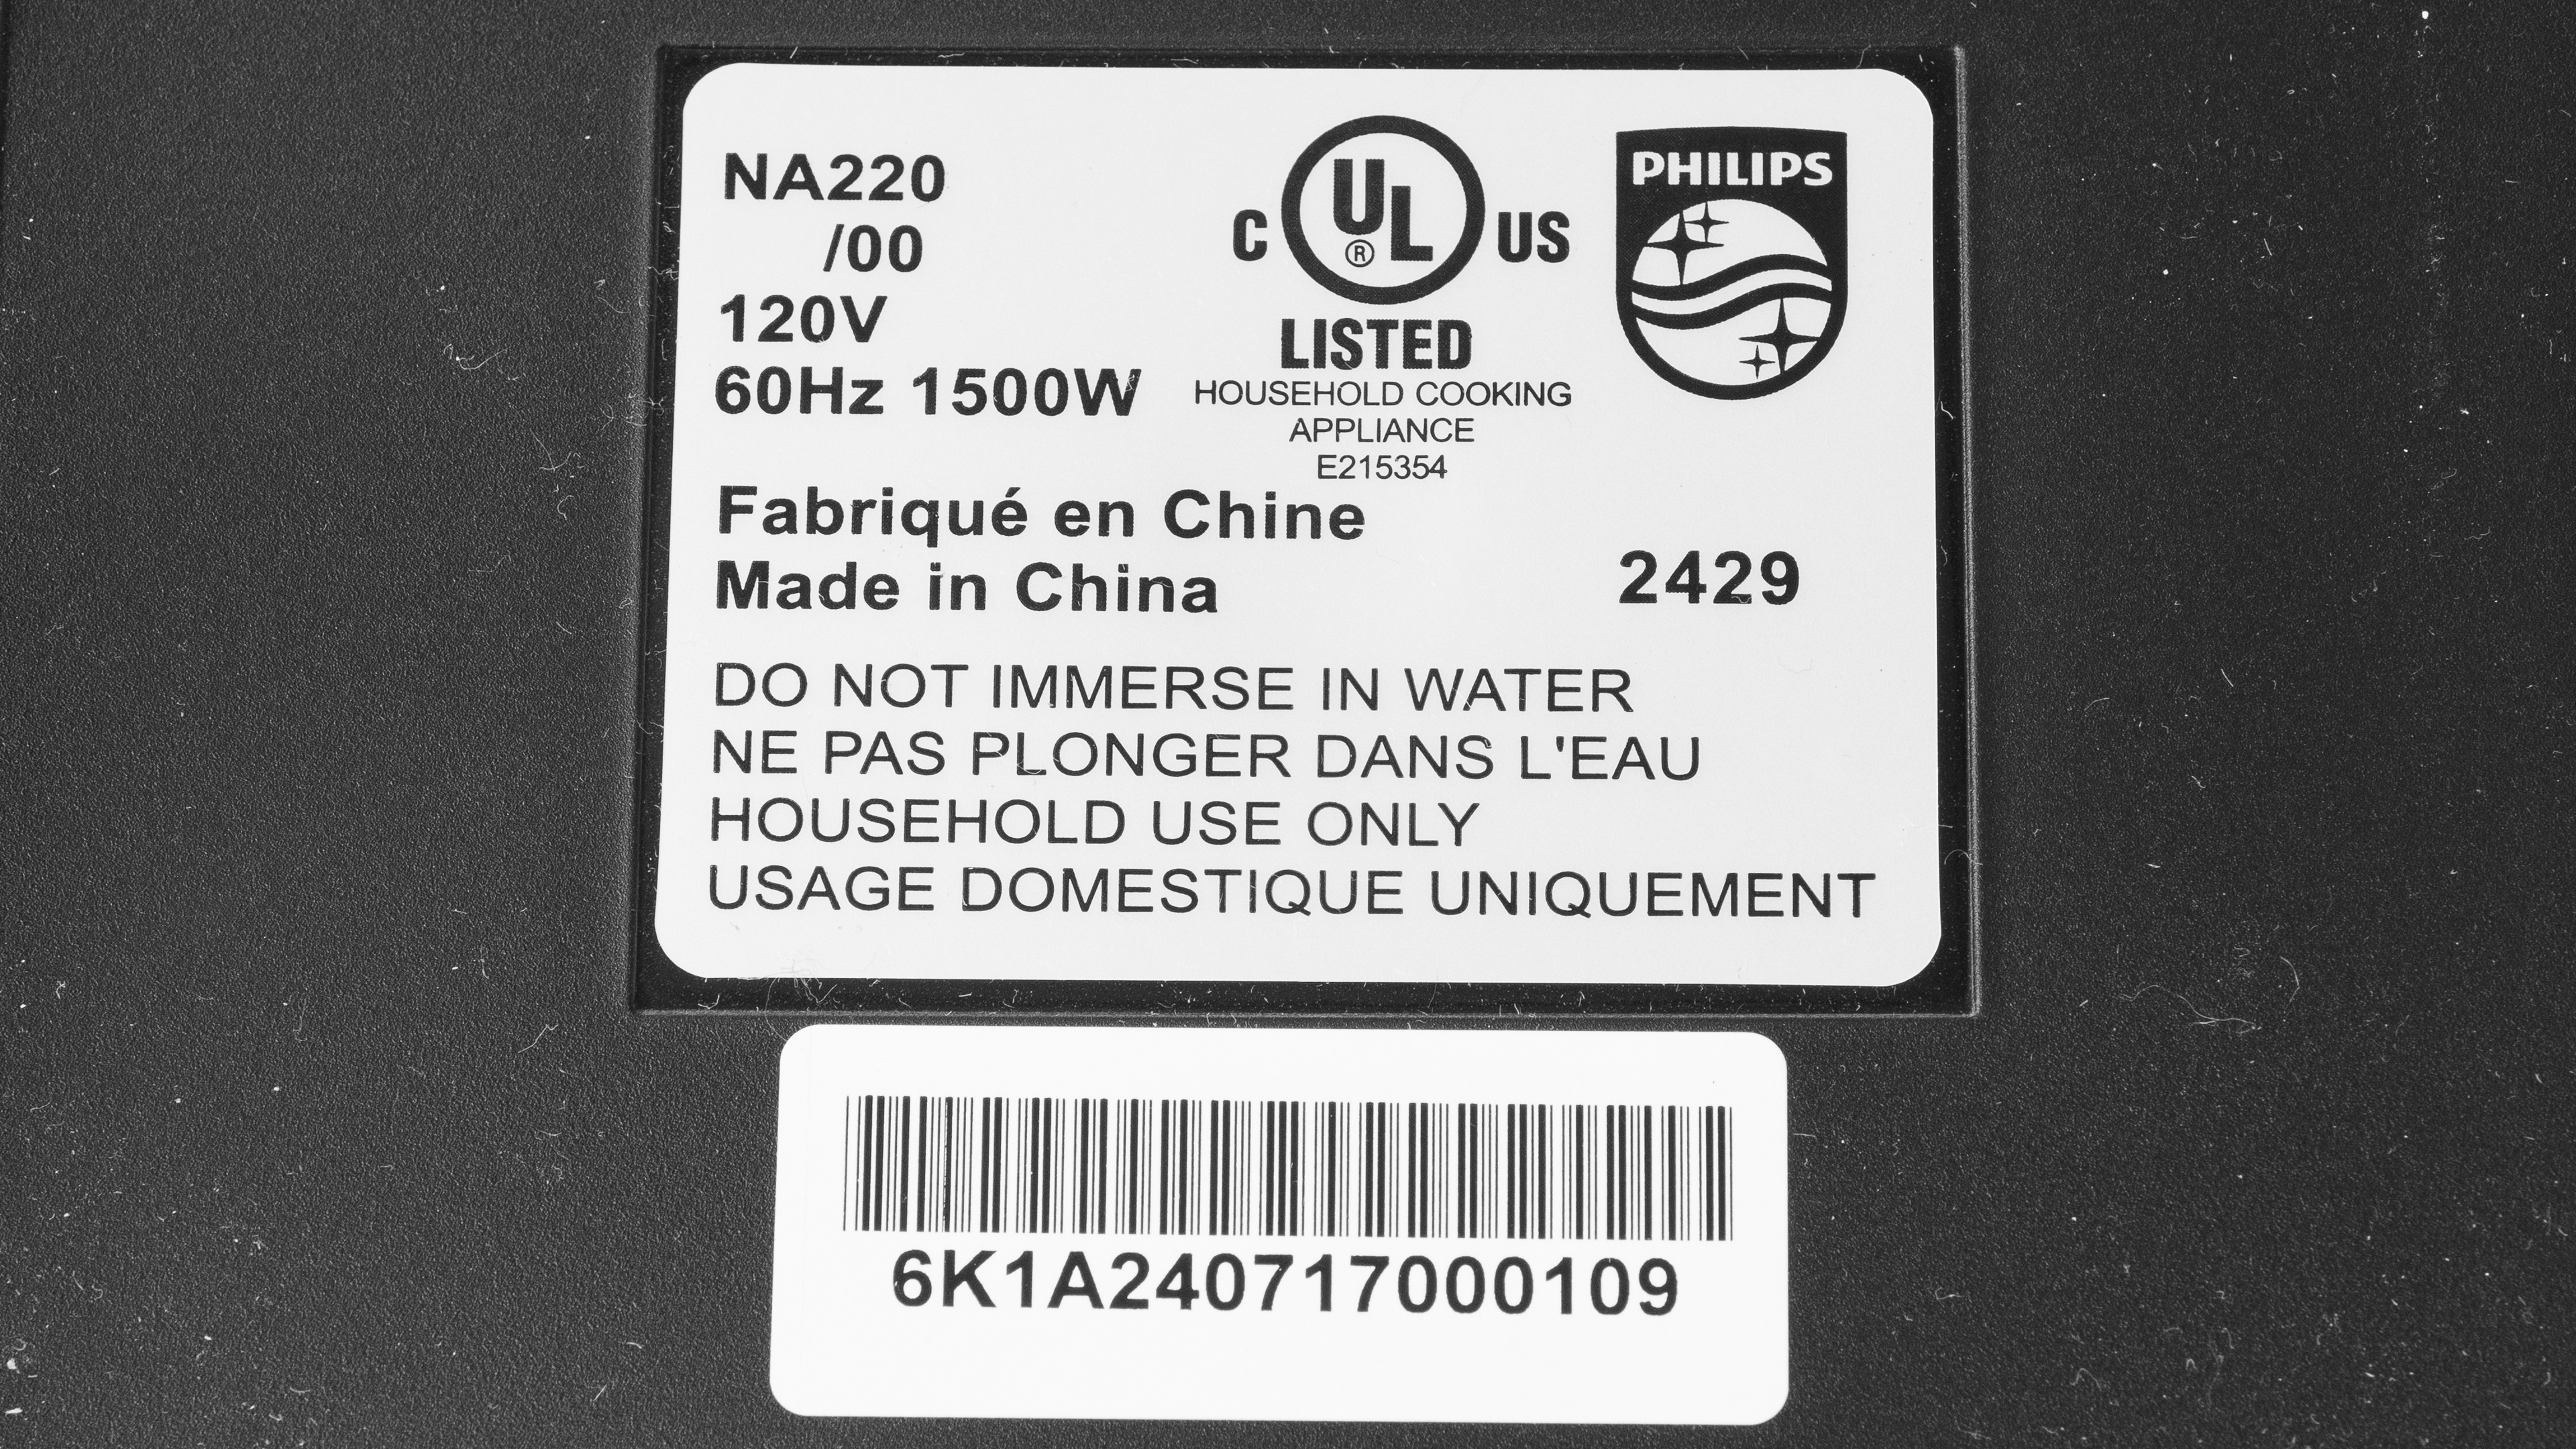 NA220
/00
120V
60Hz 1500W
C UL® US
LISTED
HOUSEHOLD COOKING
APPLIANCE
E215354
PHILIPS
Fabriqué en Chine
Made in China
2429
DO NOT IMMERSE IN WATER
NE PAS PLONGER DANS L'EAU
HOUSEHOLD USE ONLY
USAGE DOMESTIQUE UNIQUEMENT
6K1A240717000109